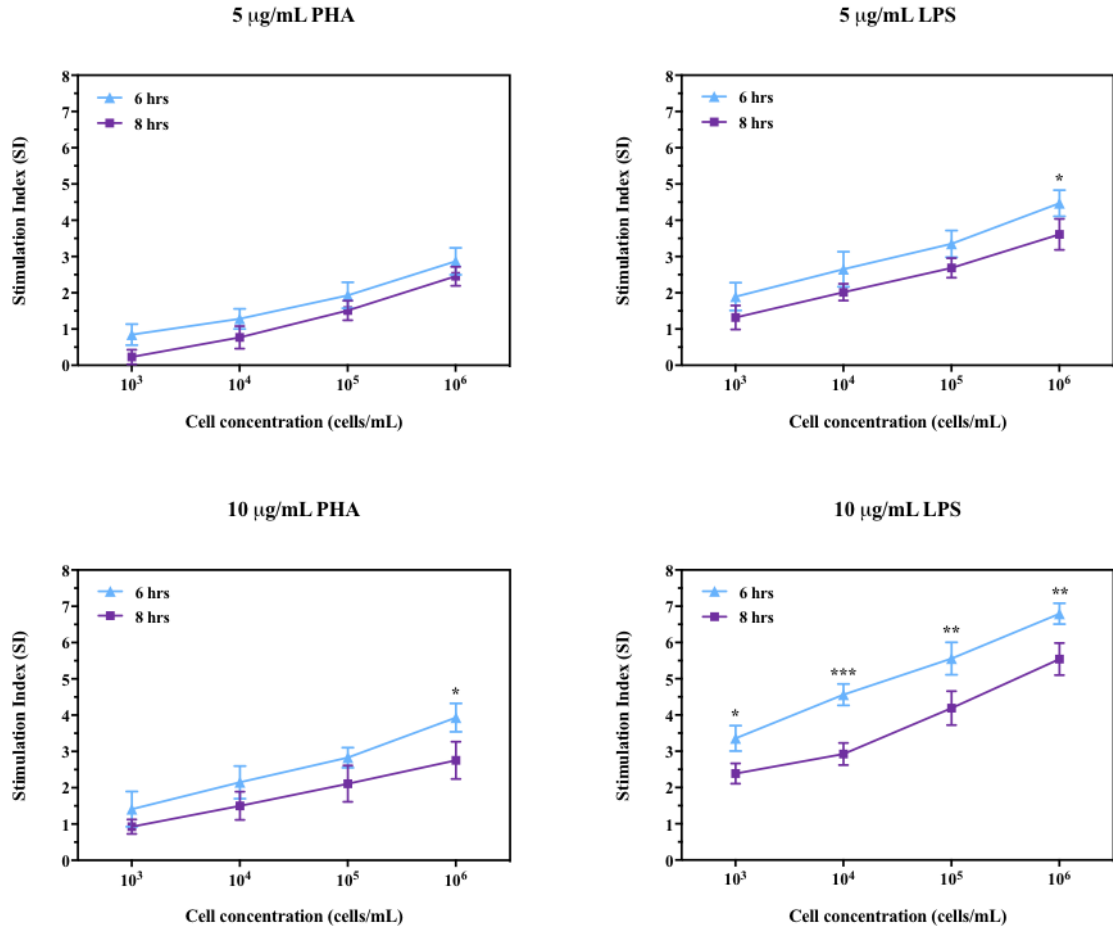 5 μg/mL PHA
8
7
6
5
4
3
2
1
0
Stimulation Index (SI)
6 hrs
8 hrs
10³
10⁴
10⁵
10⁶
Cell concentration (cells/mL)
5 μg/mL LPS
8
7
6
5
4
3
2
1
0
Stimulation Index (SI)
6 hrs
8 hrs
*
10³
10⁴
10⁵
10⁶
Cell concentration (cells/mL)
10 μg/mL PHA
8
7
6
5
4
3
2
1
0
Stimulation Index (SI)
6 hrs
8 hrs
*
10³
10⁴
10⁵
10⁶
Cell concentration (cells/mL)
10 μg/mL LPS
8
7
6
5
4
3
2
1
0
Stimulation Index (SI)
6 hrs
8 hrs
*
***
**
**
10³
10⁴
10⁵
10⁶
Cell concentration (cells/mL)